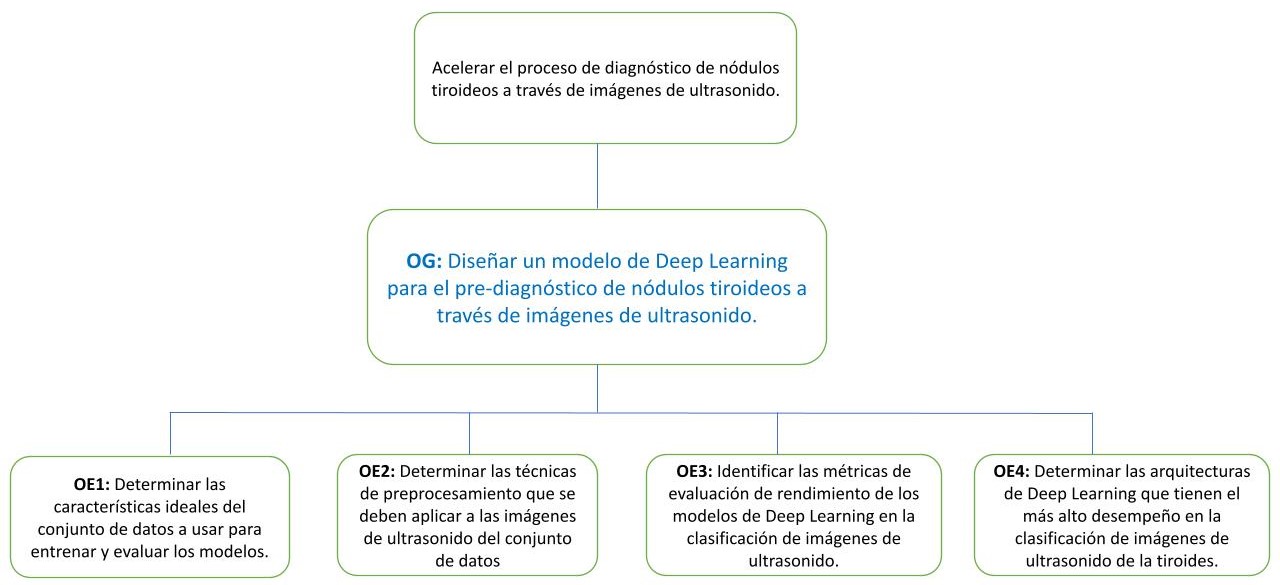 Acelerar el proceso de diagnóstico de nódulos
tiroideos a través de imágenes de ultrasonido.
OG: Diseñar un modelo de Deep Learning
para el pre-diagnóstico de nódulos tiroideos a
través de imágenes de ultrasonido.
OE1: Determinar las
características ideales del
conjunto de datos a usar para
entrenar y evaluar los modelos.
OE2: Determinar las técnicas
de preprocesamiento que se
deben aplicar a las imágenes
de ultrasonido del conjunto
de datos
OE3: Identificar las métricas de
evaluación de rendimiento de los
modelos de Deep Learning en la
clasificación de imágenes de
ultrasonido.
OE4: Determinar las arquitecturas
de Deep Learning que tienen el
más alto desempeño en la
clasificación de imágenes de
ultrasonido de la tiroides.